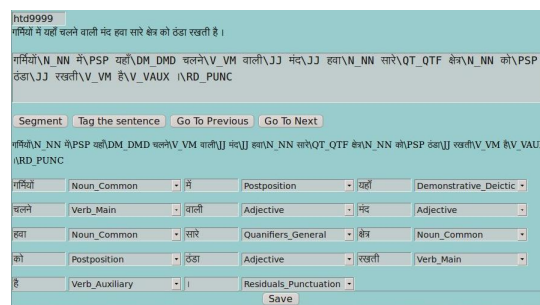 htd9999
गर्मियों में यहाँ चलने वाली मंद हवा सारे क्षेत्र को ठंडा रखती है ।
गर्मियों\N_NN में\PSP यहाँ\DM_DMD चलने\V_VM वाली\JJ मंद\JJ हवा\N_NN सारे\QT_QTF क्षेत्र\N_NN को\PSP
ठंडा\JJ रखती\V_VM है\V_VAUX ।\RD_PUNC
Segment Tag the sentence Go To Previous Go To Next
गर्मियों\N_NN में\PSP यहाँ\DM_DMD चलने\V_VM वाली\JJ मंद\JJ हवा\N_NN सारे\QT_QTF क्षेत्र\N_NN को\PSP ठंडा\JJ रखती\V_VM है\V_VAU
।\RD_PUNC
गर्मियों Noun_Common में Postposition यहाँ Demonstrative_Deictic
चलने Verb_Main वाली Adjective मंद Adjective
हवा Noun_Common सारे Quanifiers_General क्षेत्र Noun_Common
को Postposition ठंडा Adjective रखती Verb_Main
है Verb_Auxiliary । Residuals_Punctuation
Save